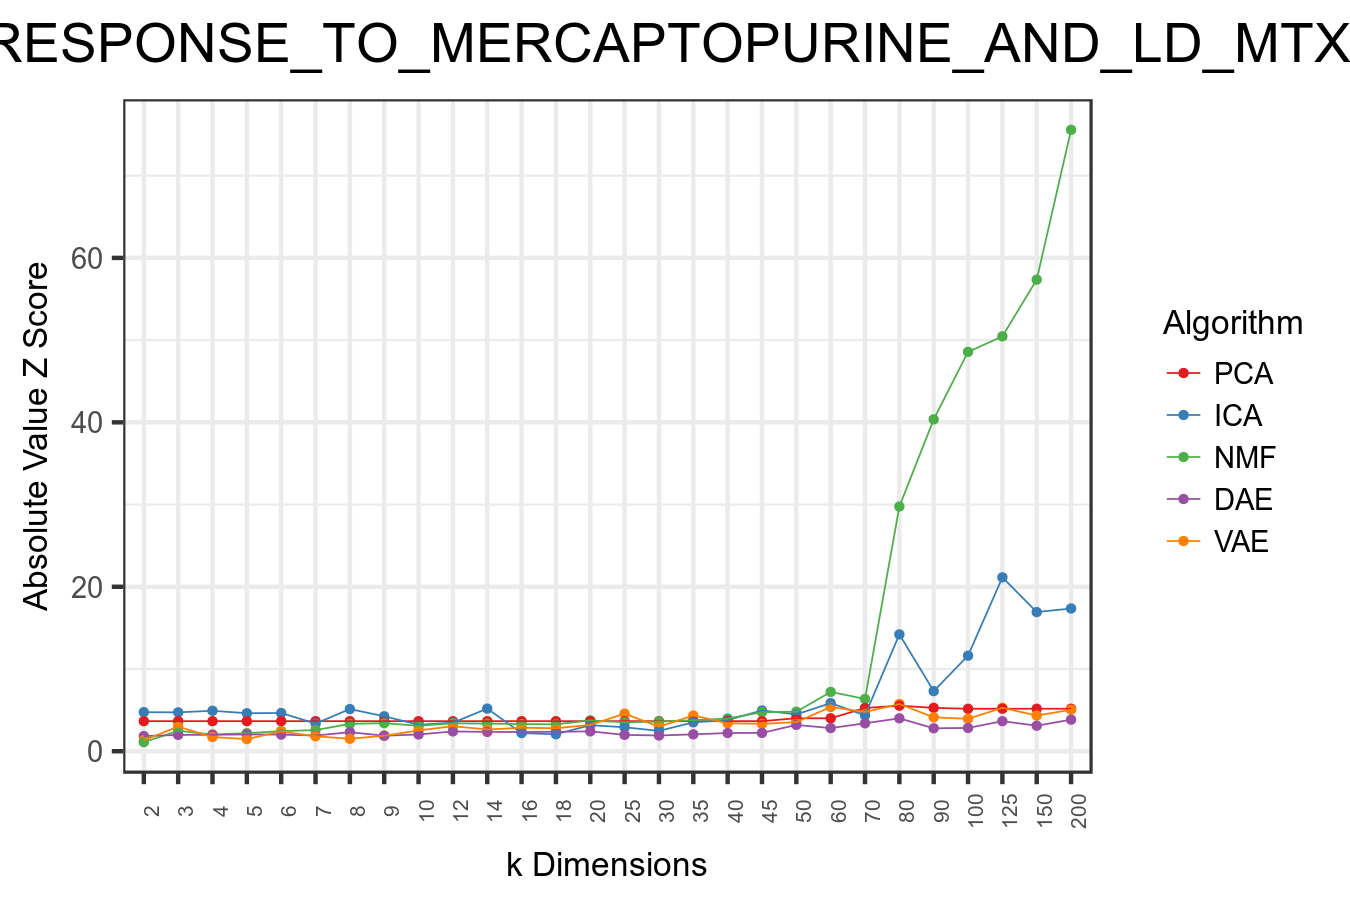 RESPONSE_TO_MERCAPTOPURINE_AND_LD_MTX
Absolute Value Z Score
60
40
20
0
2 3 4 5 6 7 8 9 10 12 14 16 18 20 25 30 35 40 45 50 60 70 80 90 100 125 150 200
k Dimensions
Algorithm
PCA
ICA
NMF
DAE
VAE